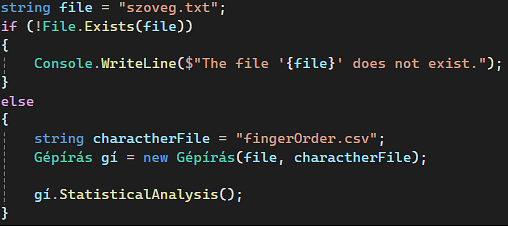 string file = "szoveg.txt";
if (!File.Exists(file))
{
Console.WriteLine($"The file '{file}' does not exist.");
}
else
{
string charactherFile = "fingerOrder.csv";
Gépírás gí = new Gépírás(file, charactherFile);
gí.StatisticalAnalysis();
}